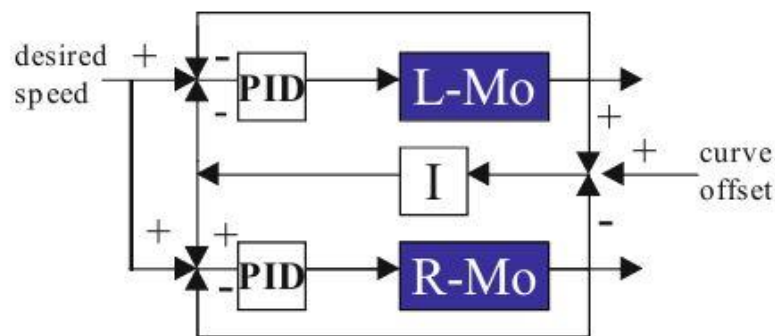 desired
speed
+
-
-
PID
L-Mo
+
+
curve
offset
I
-
+
+
-
PID
R-Mo